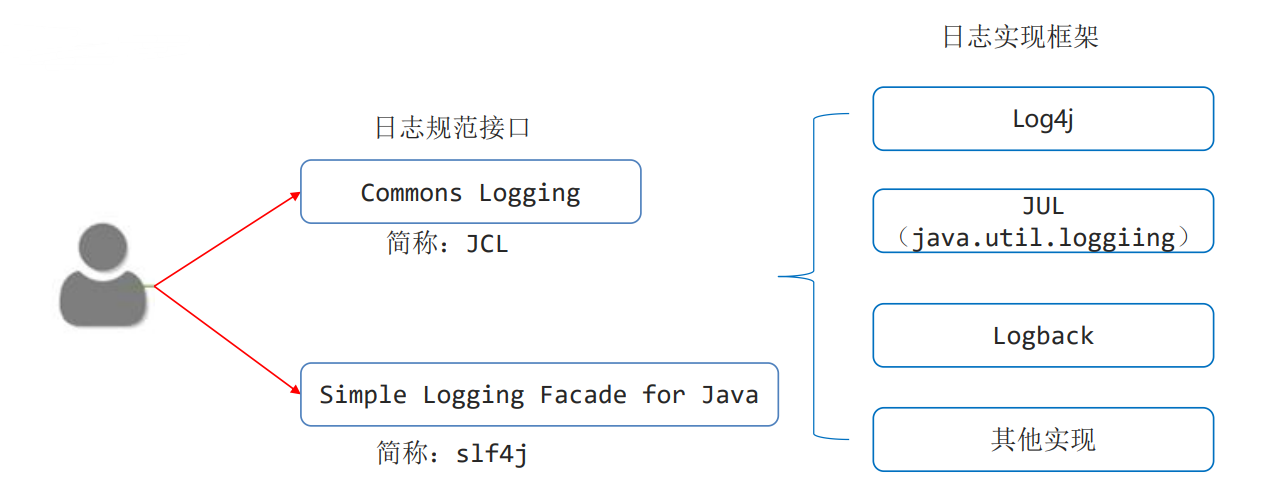 日志规范接口
Commons Logging
简称：JCL
Simple Logging Facade for Java
简称：slf4j
日志实现框架
Log4j
JUL
（java.util.loggiing）
Logback
其他实现